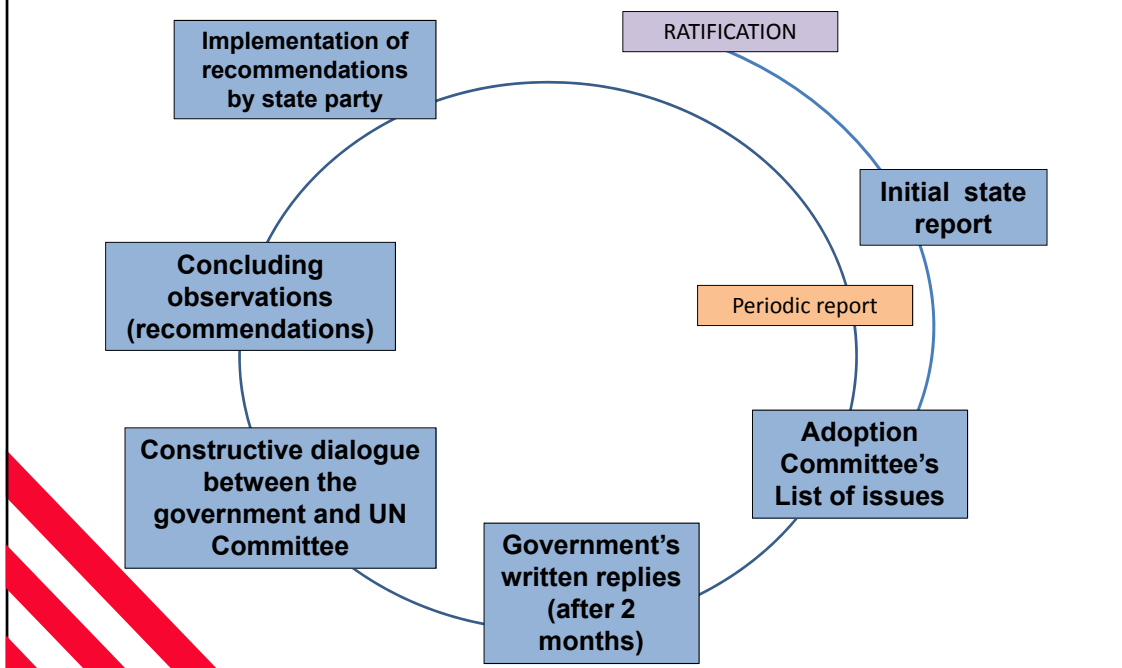 RATIFICATION
Initial state
report
Periodic report
Adoption
Committee’s
List of issues
Government’s
written replies
(after 2
months)
Constructive dialogue
between the
government and UN
Committee
Concluding
observations
(recommendations)
Implementation of
recommendations
by state party